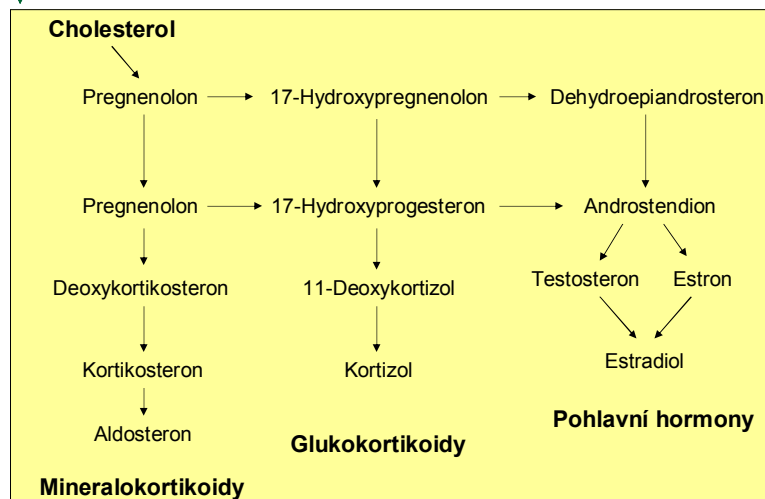 Cholesterol
Pregnenolon 17-Hydroxypregnenolon Dehydroepiandrosteron
Pregnenolon 17-Hydroxyprogesteron Androstendion
Deoxykortikosteron 11-Deoxykortizol Testosteron Estron
Kortikosteron Kortizol Estradiol
Aldosteron Glukokortikoidy Pohlavní hormony
Mineralokortikoidy